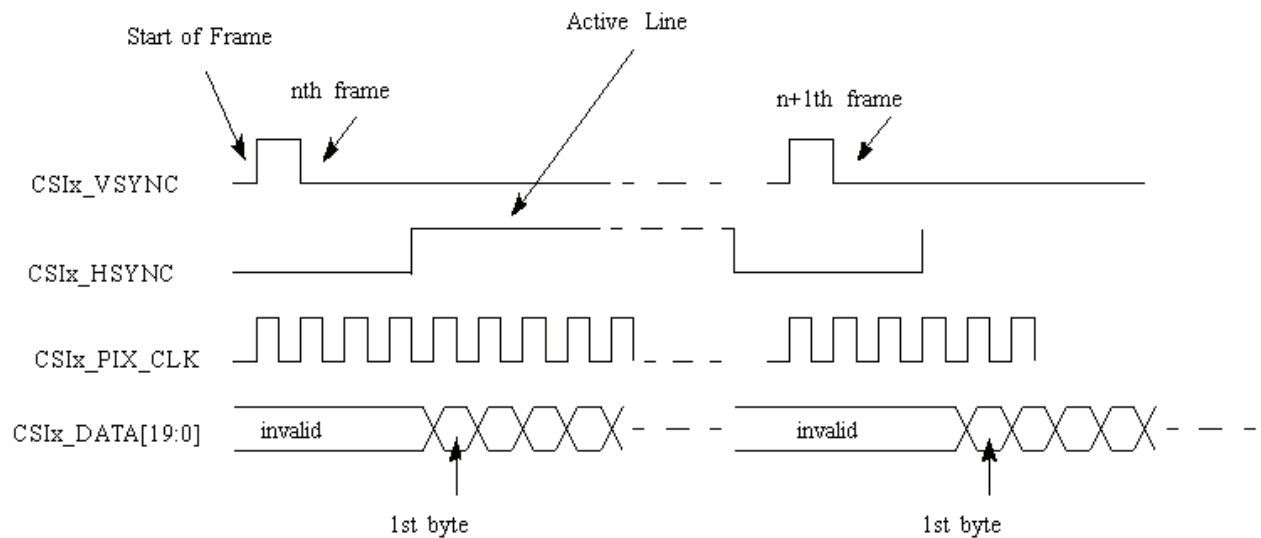 Active Line
Start of Frame
nth frame
n+1th frame
CSIx_VSYNC
CSIx_HSYNC
CSIx_PIX_CLK
CSIx_DATA[19:0]
invalid
invalid
1st byte
1st byte